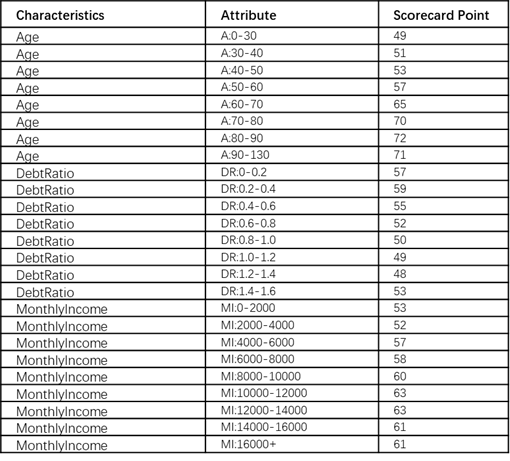 Characteristics Attribute Scorecard Point
Age A:0-30 49
Age A:30-40 51
Age A:40-50 53
Age A:50-60 57
Age A:60-70 65
Age A:70-80 70
Age A:80-90 72
Age A:90-130 71
DebtRatio DR:0-0.2 57
DebtRatio DR:0.2-0.4 59
DebtRatio DR:0.4-0.6 55
DebtRatio DR:0.6-0.8 52
DebtRatio DR:0.8-1.0 50
DebtRatio DR:1.0-1.2 49
DebtRatio DR:1.2-1.4 48
DebtRatio DR:1.4-1.6 53
MonthlyIncome MI:0-2000 53
MonthlyIncome MI:2000-4000 52
MonthlyIncome MI:4000-6000 57
MonthlyIncome MI:6000-8000 58
MonthlyIncome MI:8000-10000 60
MonthlyIncome MI:10000-12000 63
MonthlyIncome MI:12000-14000 63
MonthlyIncome MI:14000-16000 61
MonthlyIncome MI:16000+ 61